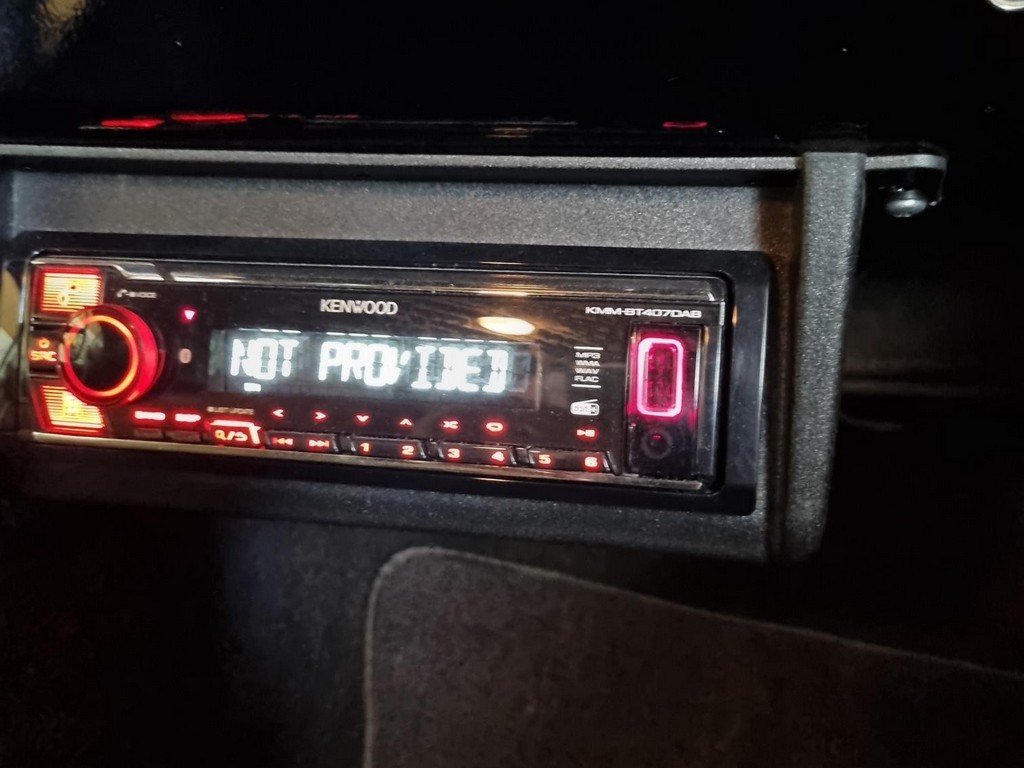 KENWOOD
KMM-BT407DAB
NOT PROVIDED
SRC
MP3
WMA
WAV
FLAC
1 2 3 4 5 6